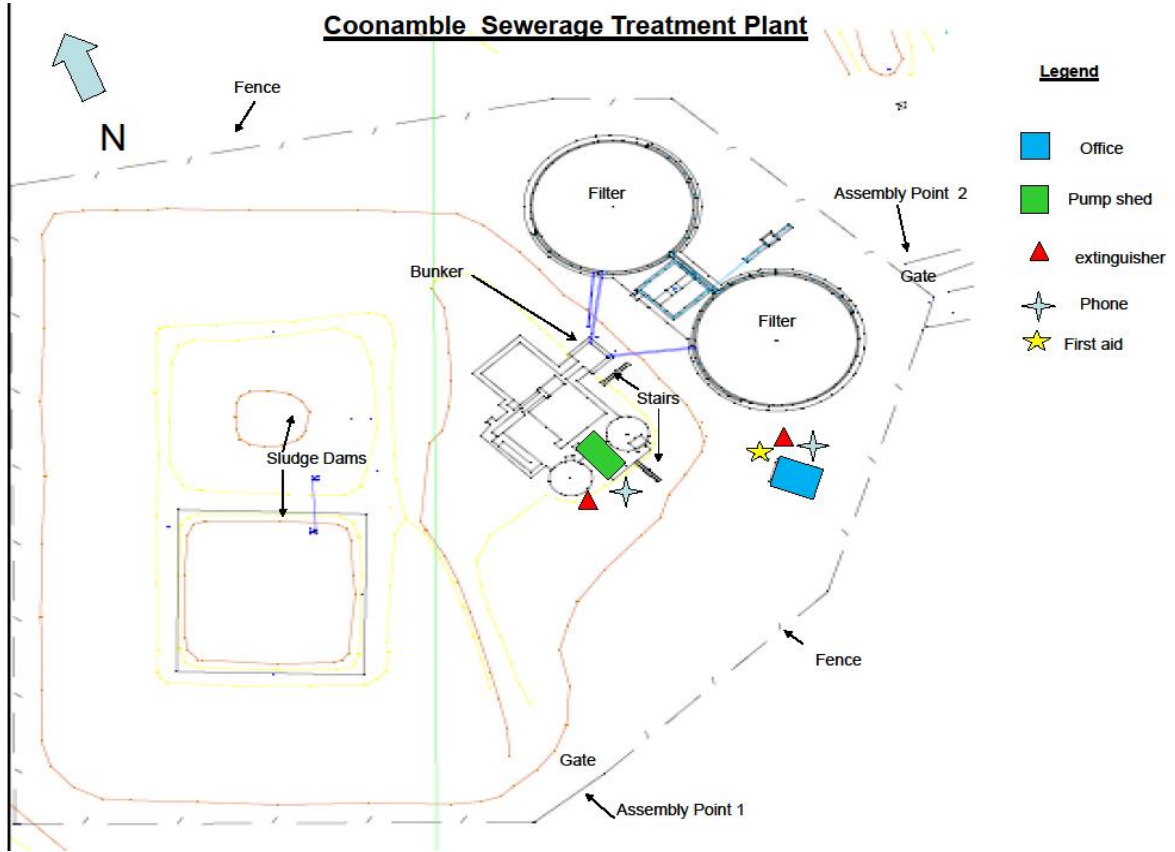 Coonamble Sewerage Treatment Plant
N
Fence
Filter
Assembly Point 2
Gate
Bunker
Filter
Stairs
Sludge Dams
Fence
Gate
Assembly Point 1
Legend
Office
Pump shed
extinguisher
Phone
First aid